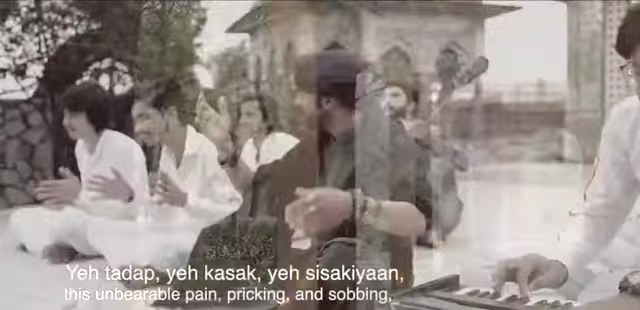 Yeh tadap, yeh kasak, yeh sisakiyaan,
this unbearable pain, pricking, and sobbing,